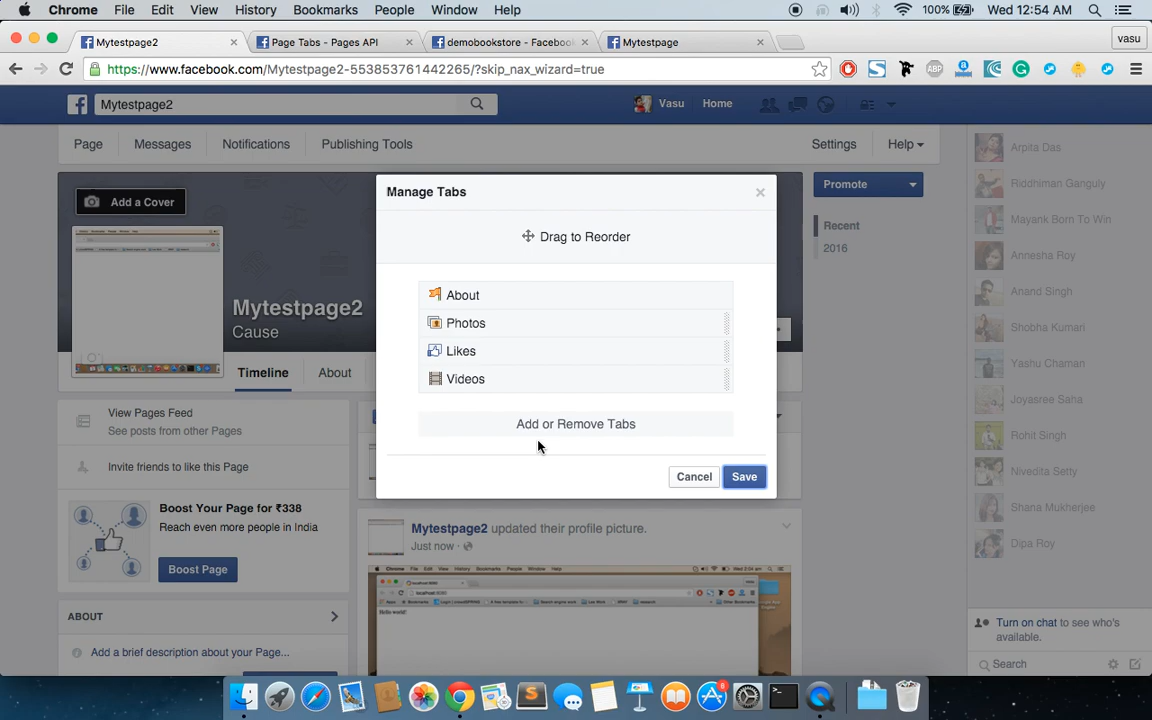 Chrome File Edit View History Bookmarks People Window Help 100% Wed 12:54 AM
Mytestpage2 Page Tabs - Pages API demobookstore - Facebook Mytestpage vasu
https://www.facebook.com/Mytestpage2-553853761442265/?skip_nax_wizard=true
Mytestpage2 Vasu Home
Page Messages Notifications Publishing Tools Settings Help
Add a Cover
Mytestpage2
Cause
Timeline About
View Pages Feed
See posts from other Pages
Invite friends to like this Page
Boost Your Page for ₹338
Reach even more people in India
Boost Page
ABOUT
Add a brief description about your Page...
Manage Tabs
Drag to Reorder
About
Photos
Likes
Videos
Add or Remove Tabs
Cancel Save
Mytestpage2 updated their profile picture.
Just now
Hello world!
Promote
Recent
2016
Arpita Das
Riddhiman Ganguly
Mayank Born To Win
Annesha Roy
Anand Singh
Shobha Kumari
Yashu Chaman
Joyasree Saha
Rohit Singh
Nivedita Setty
Shana Mukherjee
Dipa Roy
Turn on chat to see who's
available.
Search